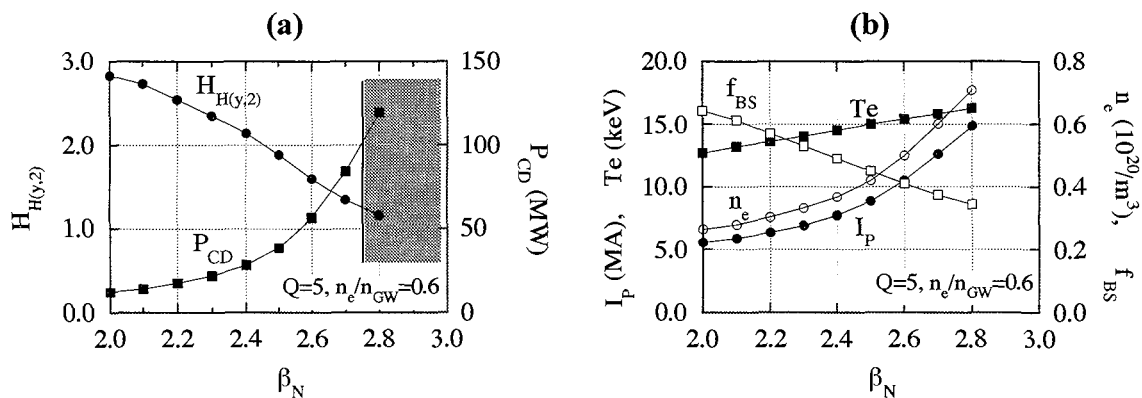 (a)
3.0
2.0
1.0
0.0
H_H(y,2)
150
100
50
0
P_CD (MW)
H_H(y,2)
P_CD
Q=5, n_e/n_GW=0.6
2.0 2.2 2.4 2.6 2.8 3.0
β_N
(b)
20.0
15.0
10.0
5.0
0.0
I_P (MA), Te (keV)
0.8
0.6
0.4
0.2
0.0
n_e (10^20/m^3), f_BS
f_BS
Te
n_e
I_P
Q=5, n_e/n_GW=0.6
2.0 2.2 2.4 2.6 2.8 3.0
β_N